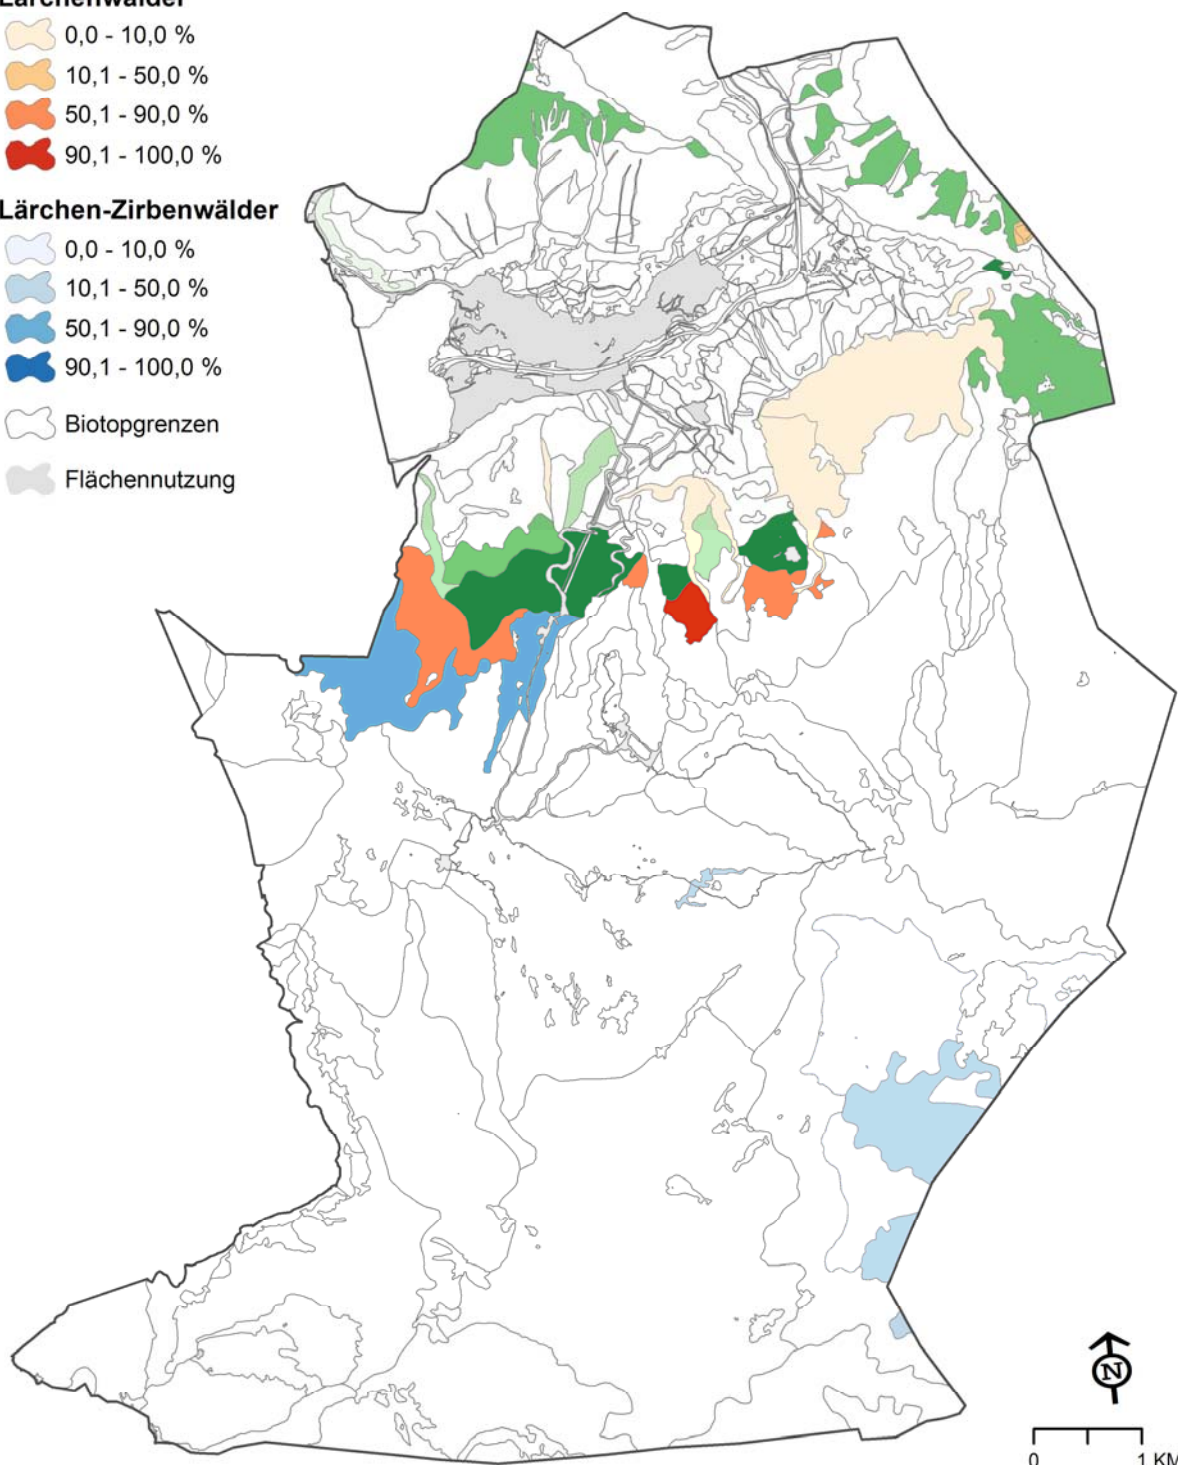 Lärchenwälder
0,0 - 10,0 %
10,1 - 50,0 %
50,1 - 90,0 %
90,1 - 100,0 %
Lärchen-Zirbenwälder
0,0 - 10,0 %
10,1 - 50,0 %
50,1 - 90,0 %
90,1 - 100,0 %
Biotopgrenzen
Flächennutzung
N
0 1 KM